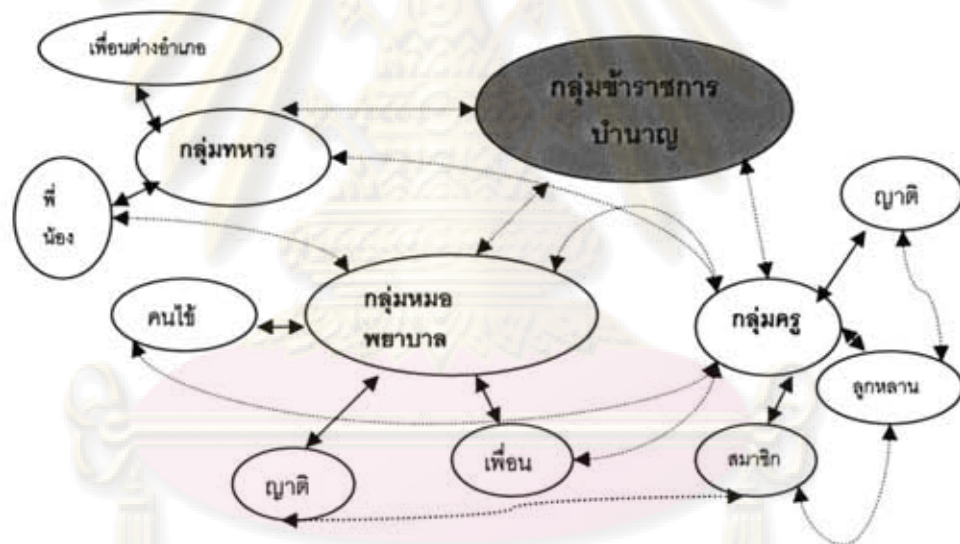 เพื่อนต่างอำเภอ
กลุ่มข้าราชการ
บำนาญ
กลุ่มทหาร
พี่
น้อง
ญาติ
กลุ่มหมอ
พยาบาล
คนไข้
กลุ่มครู
ลูกหลาน
ญาติ
เพื่อน
สมาชิก